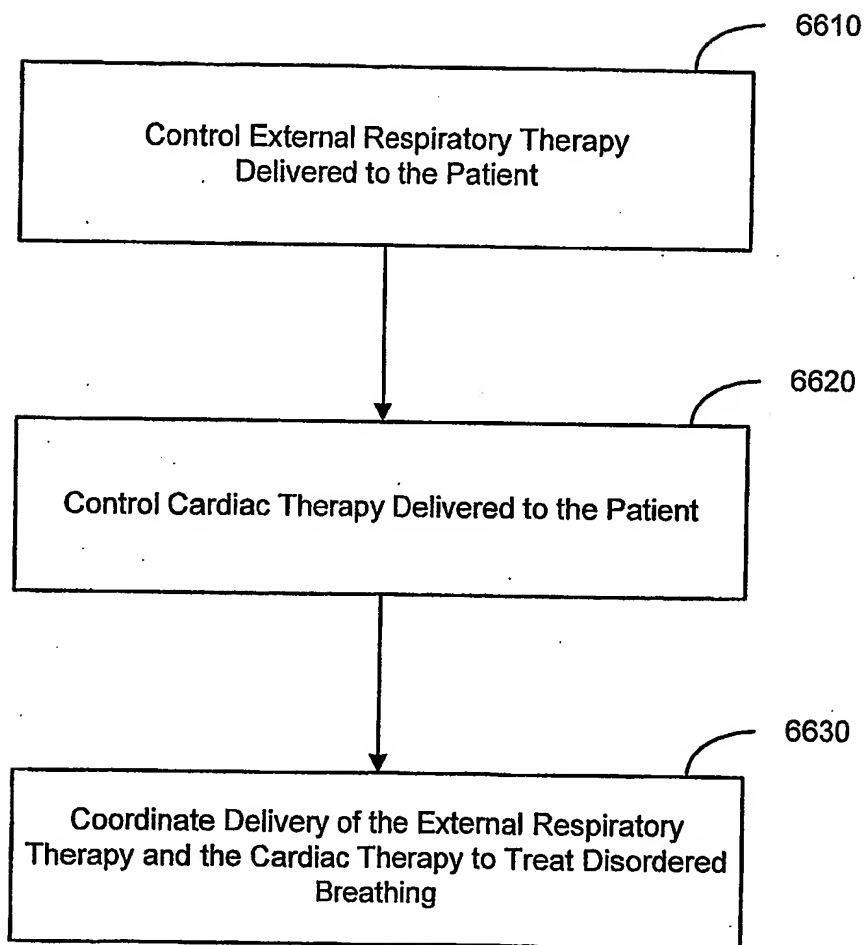 6610
Control External Respiratory Therapy
Delivered to the Patient
6620
Control Cardiac Therapy Delivered to the Patient
6630
Coordinate Delivery of the External Respiratory
Therapy and the Cardiac Therapy to Treat Disordered
Breathing